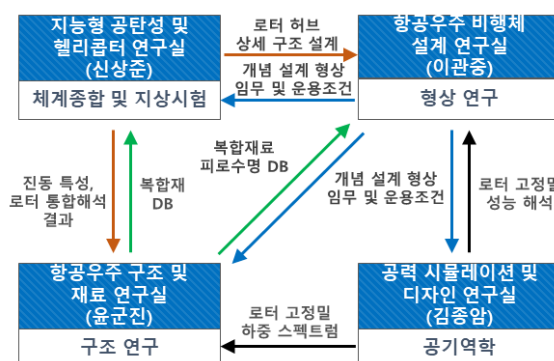 지능형 공탄성 및
헬리콥터 연구실
(신상준)
체계종합 및 지상시험
로터 허브
상세 구조 설계
개념 설계 형상
임무 및 운용조건
항공우주 비행체
설계 연구실
(이관중)
형상 연구
진동 특성,
로터 통합해석
결과
복합재
DB
복합재료
피로수명 DB
개념 설계 형상
임무 및 운용조건
로터 고정밀
성능 해석
항공우주 구조 및
재료 연구실
(윤군진)
구조 연구
로터 고정밀
하중 스펙트럼
공력 시뮬레이션 및
디자인 연구실
(김종암)
공기역학